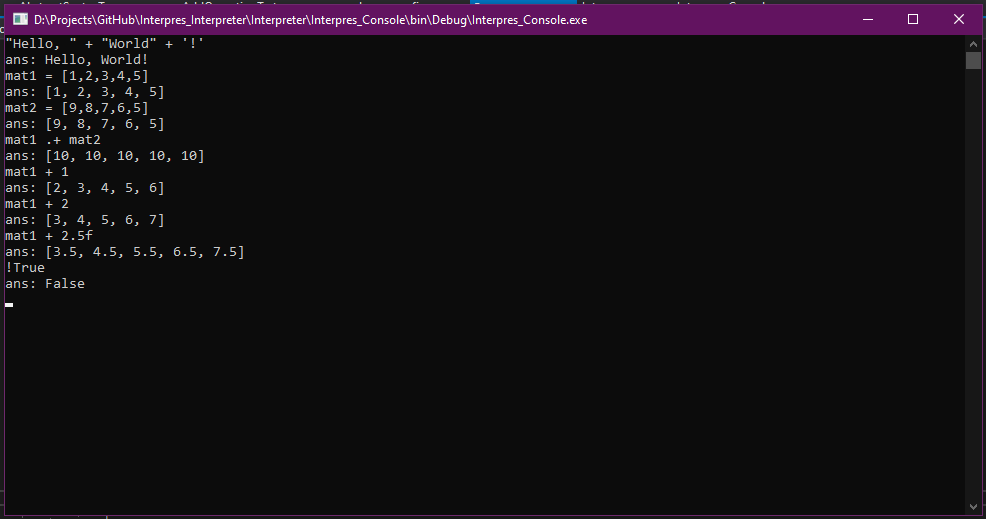 D:\Projects\GitHub\Interpres_Interpreter\Interpreter\Interpres_Console\bin\Debug\Interpres_Console.exe
"Hello, " + "World" + '!'
ans: Hello, World!
mat1 = [1,2,3,4,5]
ans: [1, 2, 3, 4, 5]
mat2 = [9,8,7,6,5]
ans: [9, 8, 7, 6, 5]
mat1 .+ mat2
ans: [10, 10, 10, 10, 10]
mat1 + 1
ans: [2, 3, 4, 5, 6]
mat1 + 2
ans: [3, 4, 5, 6, 7]
mat1 + 2.5f
ans: [3.5, 4.5, 5.5, 6.5, 7.5]
!True
ans: False